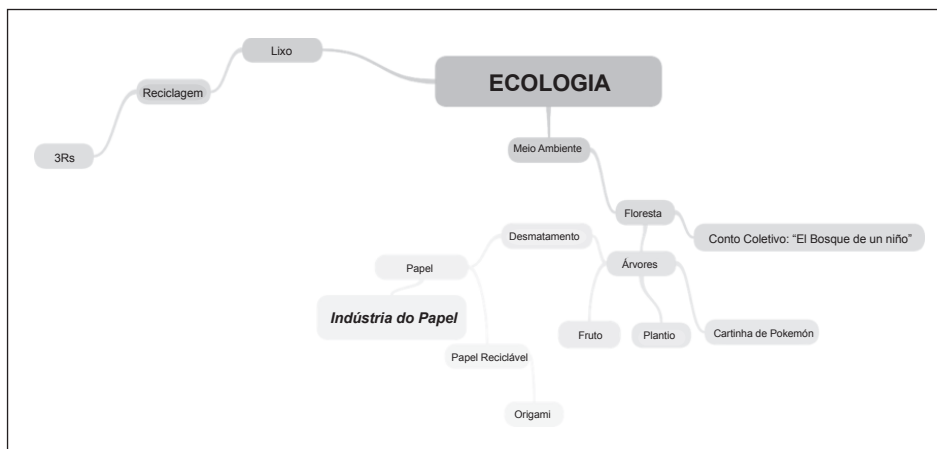 Lixo
ECOLOGIA
Reciclagem
3Rs
Meio Ambiente
Floresta
Conto Coletivo: “El Bosque de un niño”
Desmatamento
Papel
Árvores
Indústria do Papel
Fruto
Plantio
Cartinha de Pokemón
Papel Reciclável
Origami